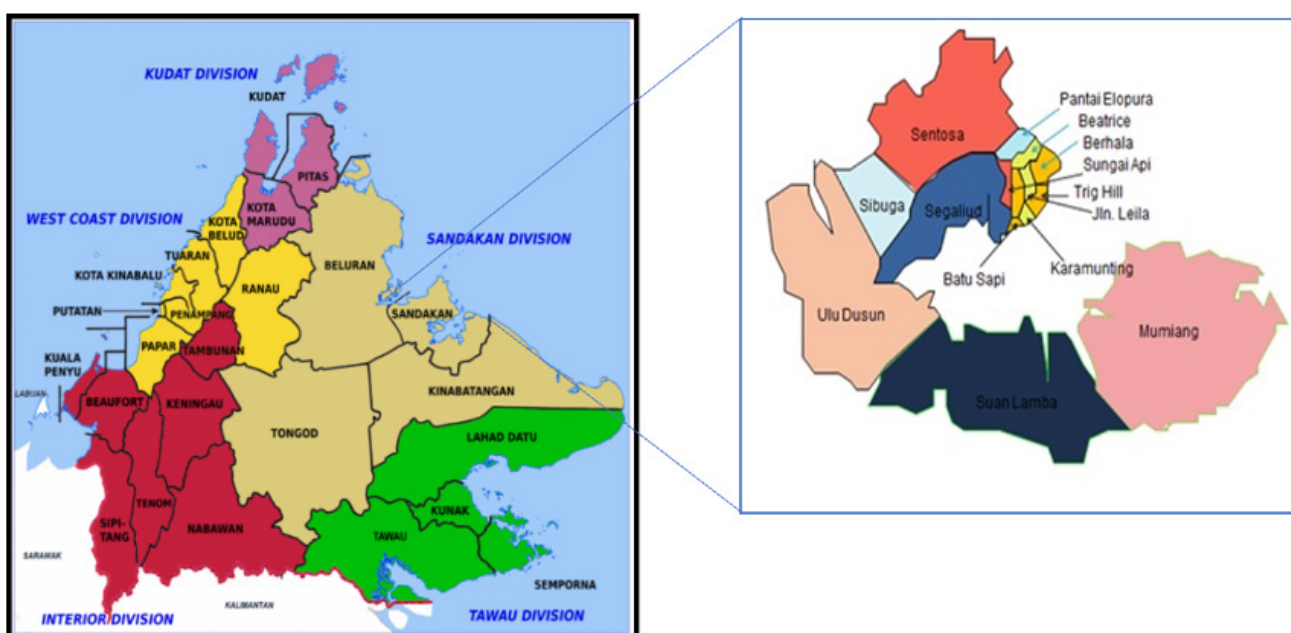 KUDAT DIVISION
KUDAT
PITAS
KOTA
MARUDU
WEST COAST DIVISION
KOTA
BELUD
SANDAKAN DIVISION
TUARAN
BELURAN
KOTA KINABALU
RANAU
PUTATAN
PENAMPANG
SANDAKAN
PAPAR
TAMBUNAN
KUALA
PENYU
LABUAN
BEAUFORT
KENINGAU
KINABATANGAN
TONGOD
LAHAD DATU
TENOM
SIPI-
TANG
NABAWAN
KUNAK
TAWAU
SARAWAK
SEMPORNA
KALIMANTAN
INTERIOR DIVISION
TAWAU DIVISION
Pantai Elopura
Beatrice
Sentosa
Berhala
Sungai Api
Sibuga
Segaliud
Trig Hill
Jln. Leila
Batu Sapi
Karamunting
Ulu Dusun
Mumiang
Suan Lamba